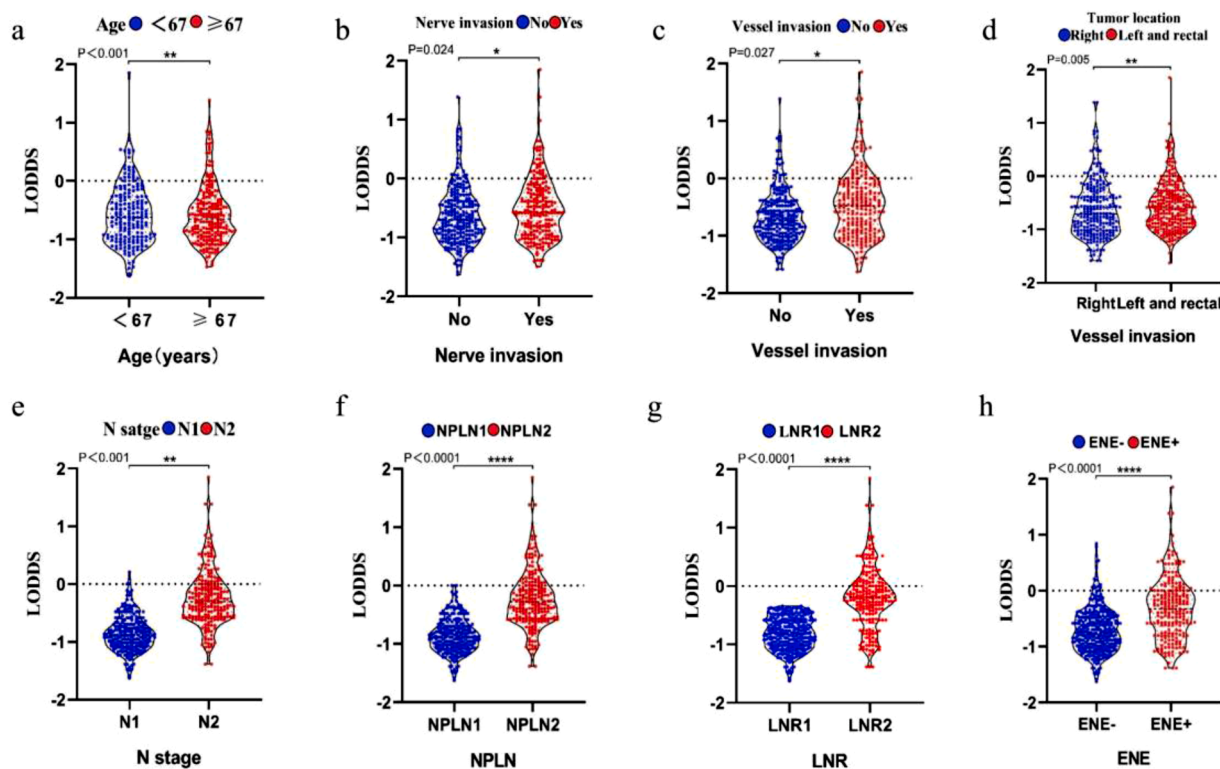 a
Age < 67 ⩾ 67
P<0.001
**
LODDS
2
1
0
-1
-2
< 67 ⩾ 67
Age(years)
b
Nerve invasion No Yes
P=0.024
*
LODDS
2
1
0
-1
-2
No Yes
Nerve invasion
c
Vessel invasion No Yes
P=0.027
*
LODDS
2
1
0
-1
-2
No Yes
Vessel invasion
d
Tumor location
Right Left and rectal
P=0.005
**
LODDS
2
1
0
-1
-2
Right Left and rectal
Vessel invasion
e
N satge N1 N2
P<0.001
**
LODDS
2
1
0
-1
-2
N1 N2
N stage
f
NPLN1 NPLN2
P<0.0001
****
LODDS
2
1
0
-1
-2
NPLN1 NPLN2
NPLN
g
LNR1 LNR2
P<0.0001
****
LODDS
2
1
0
-1
-2
LNR1 LNR2
LNR
h
ENE- ENE+
P<0.0001
****
LODDS
2
1
0
-1
-2
ENE- ENE+
ENE